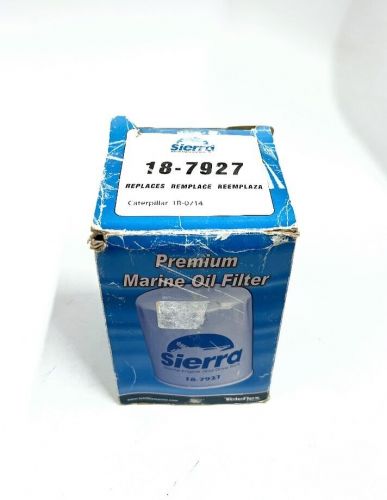 Sierra
18-7927
REPLACES REMPLACE REEMPLAZA
Caterpillar 1R-0714
Premium
Marine Oil Filter
Sierra
18-7927